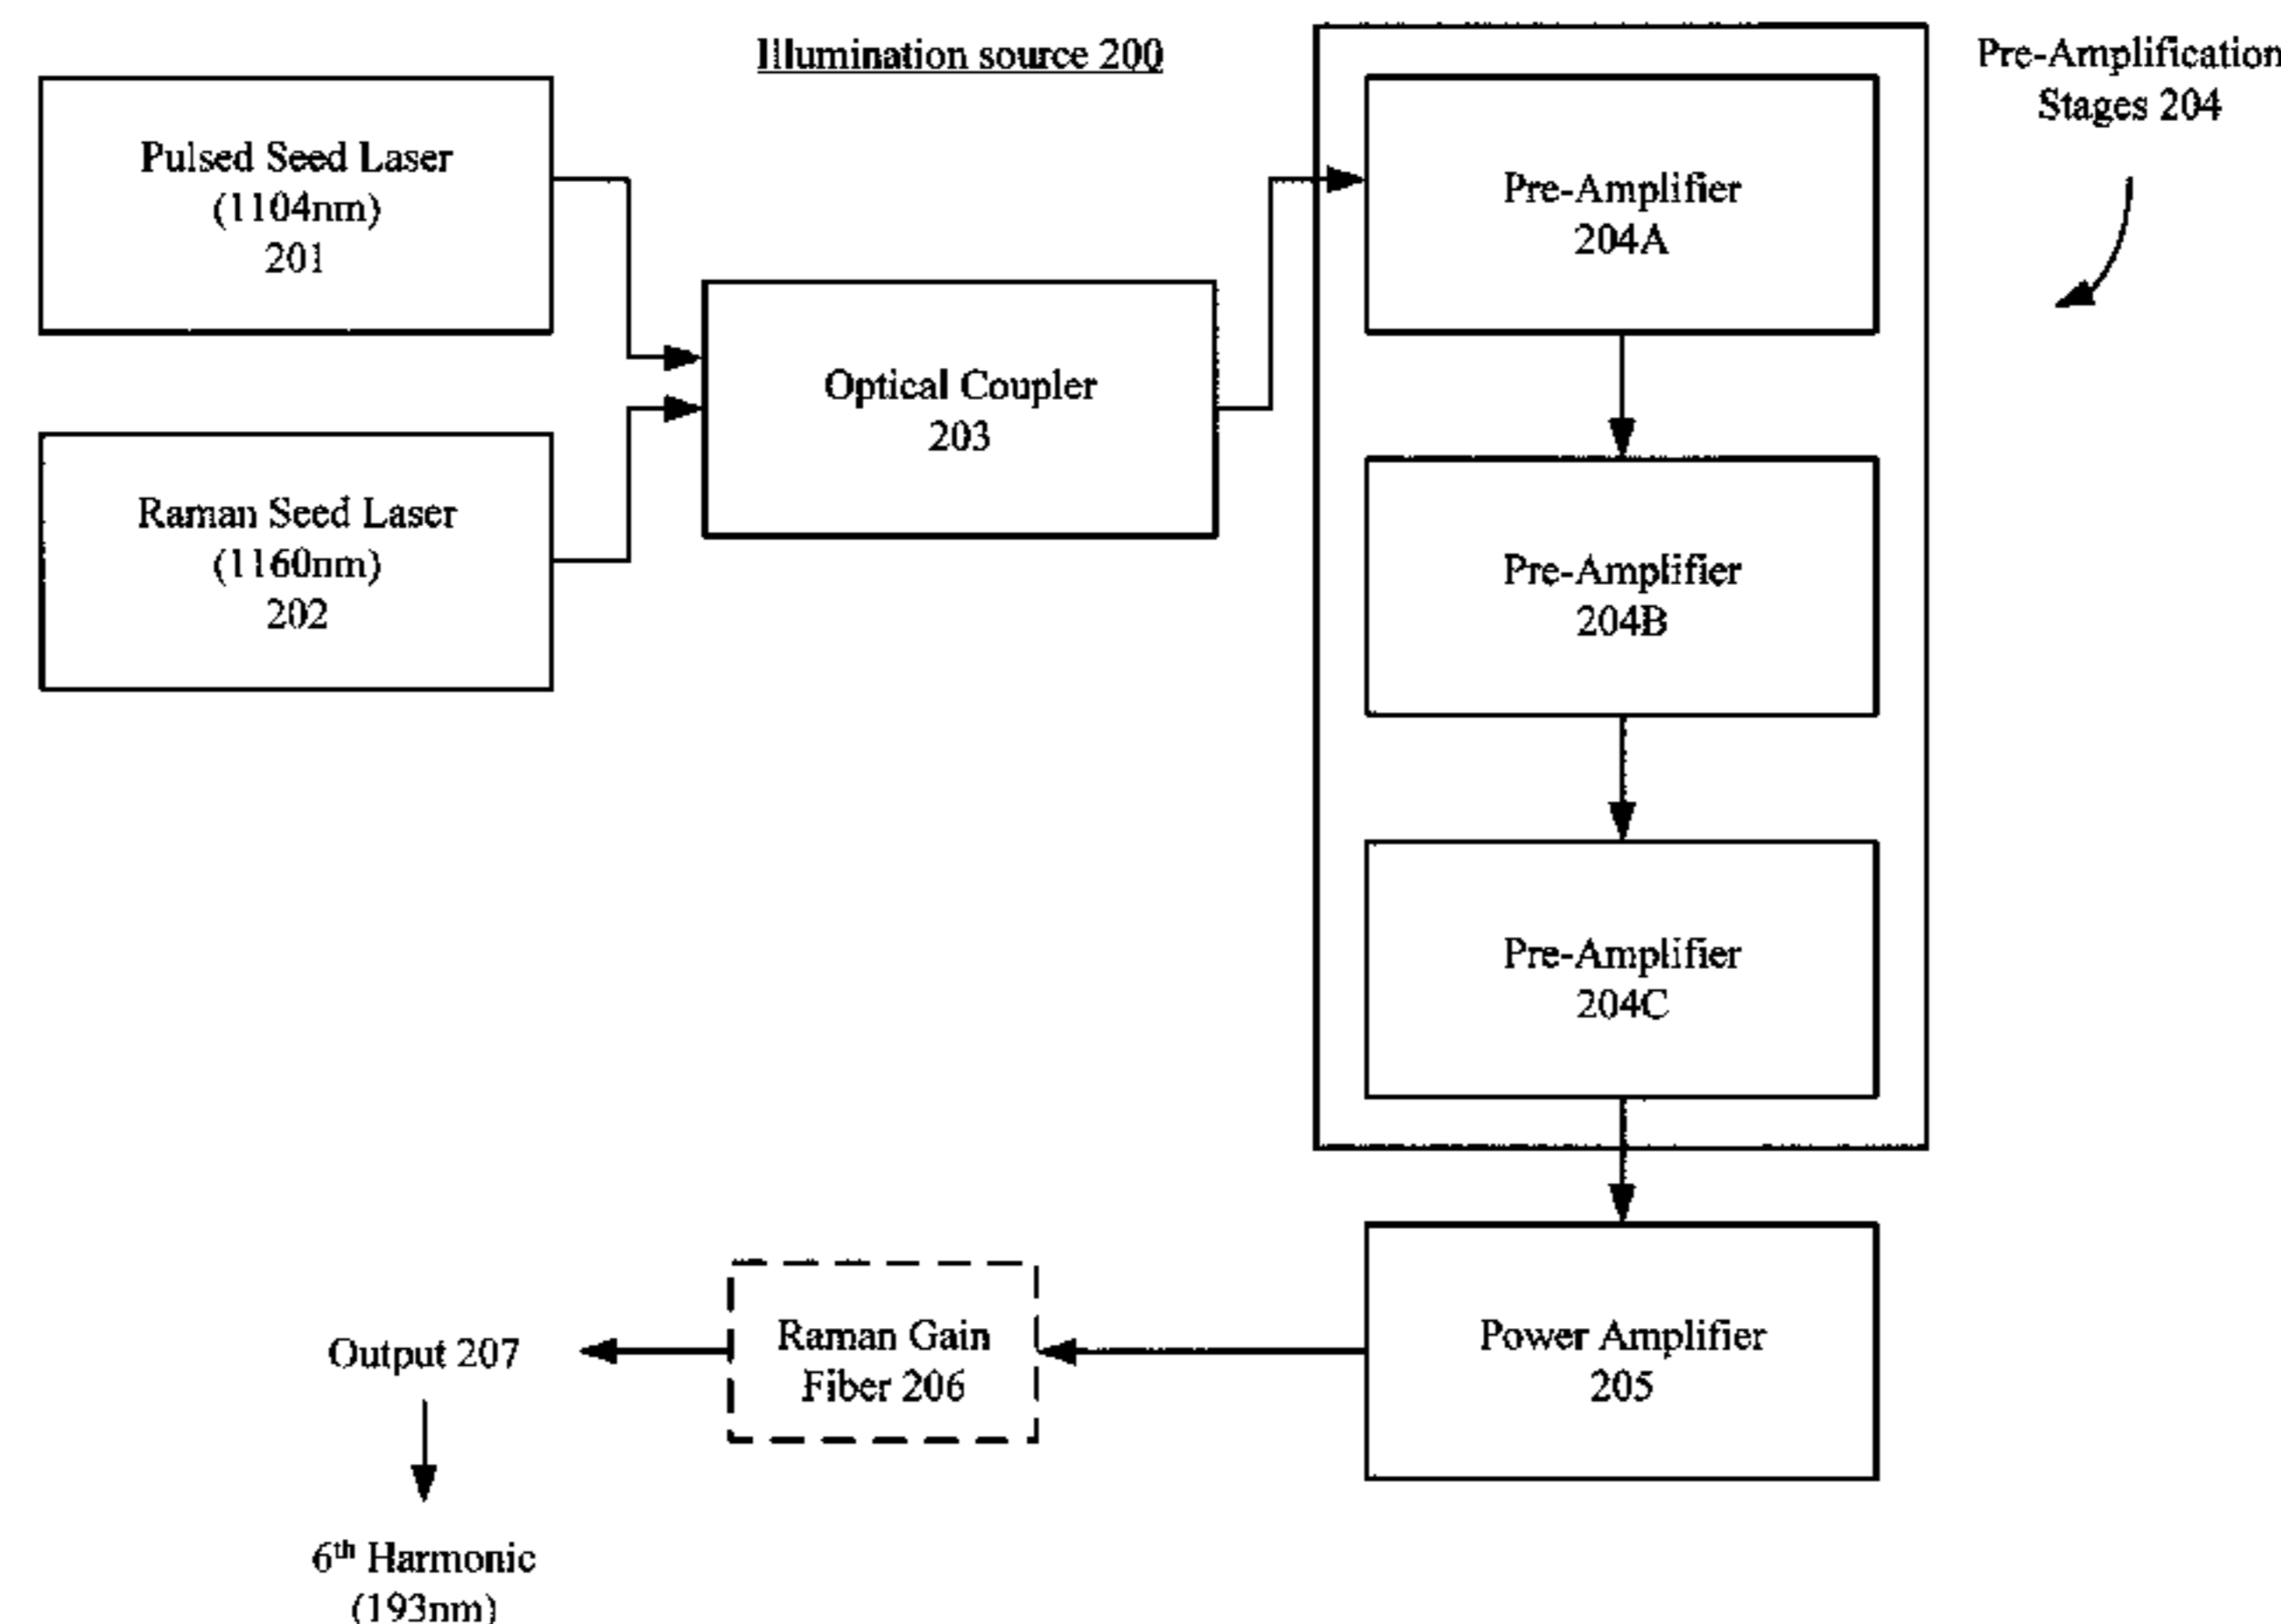 Illumination source 200
Pre-Amplification
Stages 204
Pulsed Seed Laser
(1104nm)
201
Pre-Amplifier
204A
Optical Coupler
203
Raman Seed Laser
(1160nm)
202
Pre-Amplifier
204B
Pre-Amplifier
204C
Power Amplifier
205
Raman Gain
Fiber 206
Output 207
6th Harmonic
(193nm)